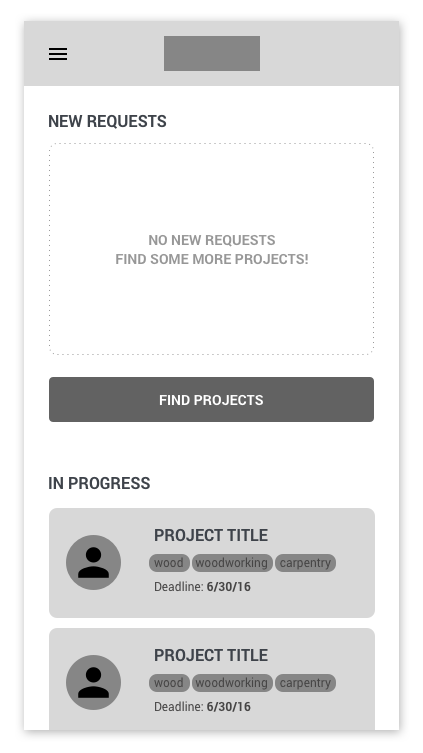 NEW REQUESTS
NO NEW REQUESTS
FIND SOME MORE PROJECTS!
FIND PROJECTS
IN PROGRESS
PROJECT TITLE
wood woodworking carpentry
Deadline: 6/30/16
PROJECT TITLE
wood woodworking carpentry
Deadline: 6/30/16